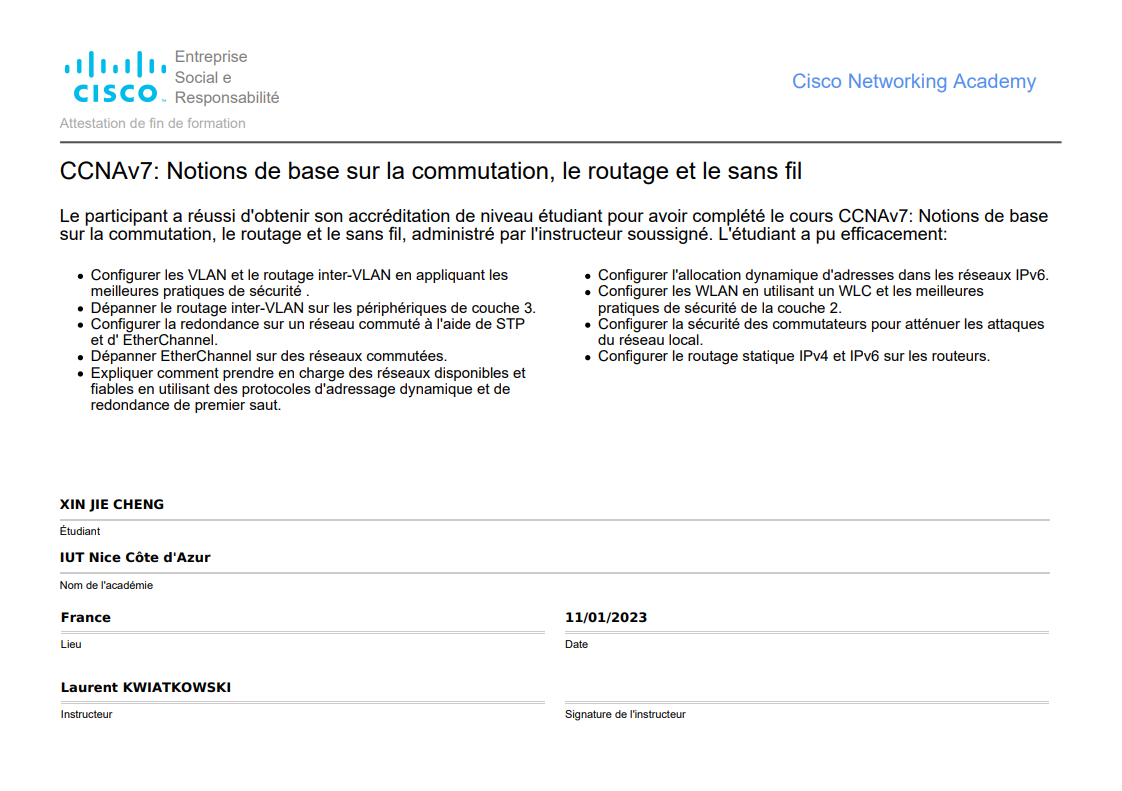 CISCO
Entreprise
Social e
Responsabilité
Cisco Networking Academy
Attestation de fin de formation
CCNAv7: Notions de base sur la commutation, le routage et le sans fil
Le participant a réussi d'obtenir son accréditation de niveau étudiant pour avoir complété le cours CCNAv7: Notions de base
sur la commutation, le routage et le sans fil, administré par l'instructeur soussigné. L'étudiant a pu efficacement:
• Configurer les VLAN et le routage inter-VLAN en appliquant les
meilleures pratiques de sécurité .
• Dépanner le routage inter-VLAN sur les périphériques de couche 3.
• Configurer la redondance sur un réseau commuté à l'aide de STP
et d' EtherChannel.
• Dépanner EtherChannel sur des réseaux commutées.
• Expliquer comment prendre en charge des réseaux disponibles et
fiables en utilisant des protocoles d'adressage dynamique et de
redondance de premier saut.
• Configurer l'allocation dynamique d'adresses dans les réseaux IPv6.
• Configurer les WLAN en utilisant un WLC et les meilleures
pratiques de sécurité de la couche 2.
• Configurer la sécurité des commutateurs pour atténuer les attaques
du réseau local.
• Configurer le routage statique IPv4 et IPv6 sur les routeurs.
XIN JIE CHENG
Étudiant
IUT Nice Côte d'Azur
Nom de l'académie
France
Lieu
11/01/2023
Date
Laurent KWIATKOWSKI
Instructeur
Signature de l'instructeur